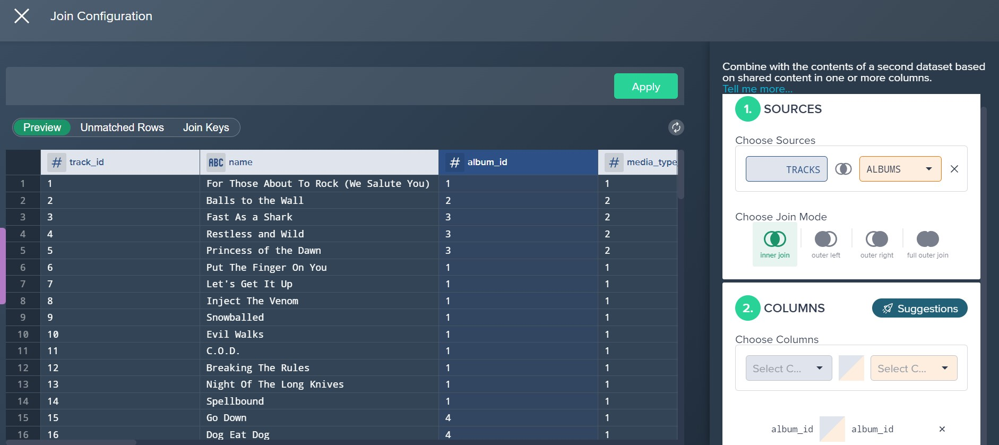 Join Configuration
Apply
Preview Unmatched Rows Join Keys
# track_id ABC name # album_id # media_type
1 1 For Those About To Rock (We Salute You) 1 1
2 2 Balls to the Wall 2 2
3 3 Fast As a Shark 3 2
4 4 Restless and Wild 3 2
5 5 Princess of the Dawn 3 2
6 6 Put The Finger On You 1 1
7 7 Let's Get It Up 1 1
8 8 Inject The Venom 1 1
9 9 Snowballed 1 1
10 10 Evil Walks 1 1
11 11 C.O.D. 1 1
12 12 Breaking The Rules 1 1
13 13 Night Of The Long Knives 1 1
14 14 Spellbound 1 1
15 15 Go Down 4 1
16 16 Dog Eat Dog 4 1
Combine with the contents of a second dataset based
on shared content in one or more columns.
Tell me more...
1. SOURCES
Choose Sources
TRACKS ALBUMS
Choose Join Mode
inner join outer left outer right full outer join
2. COLUMNS Suggestions
Choose Columns
Select C... Select C...
album_id album_id